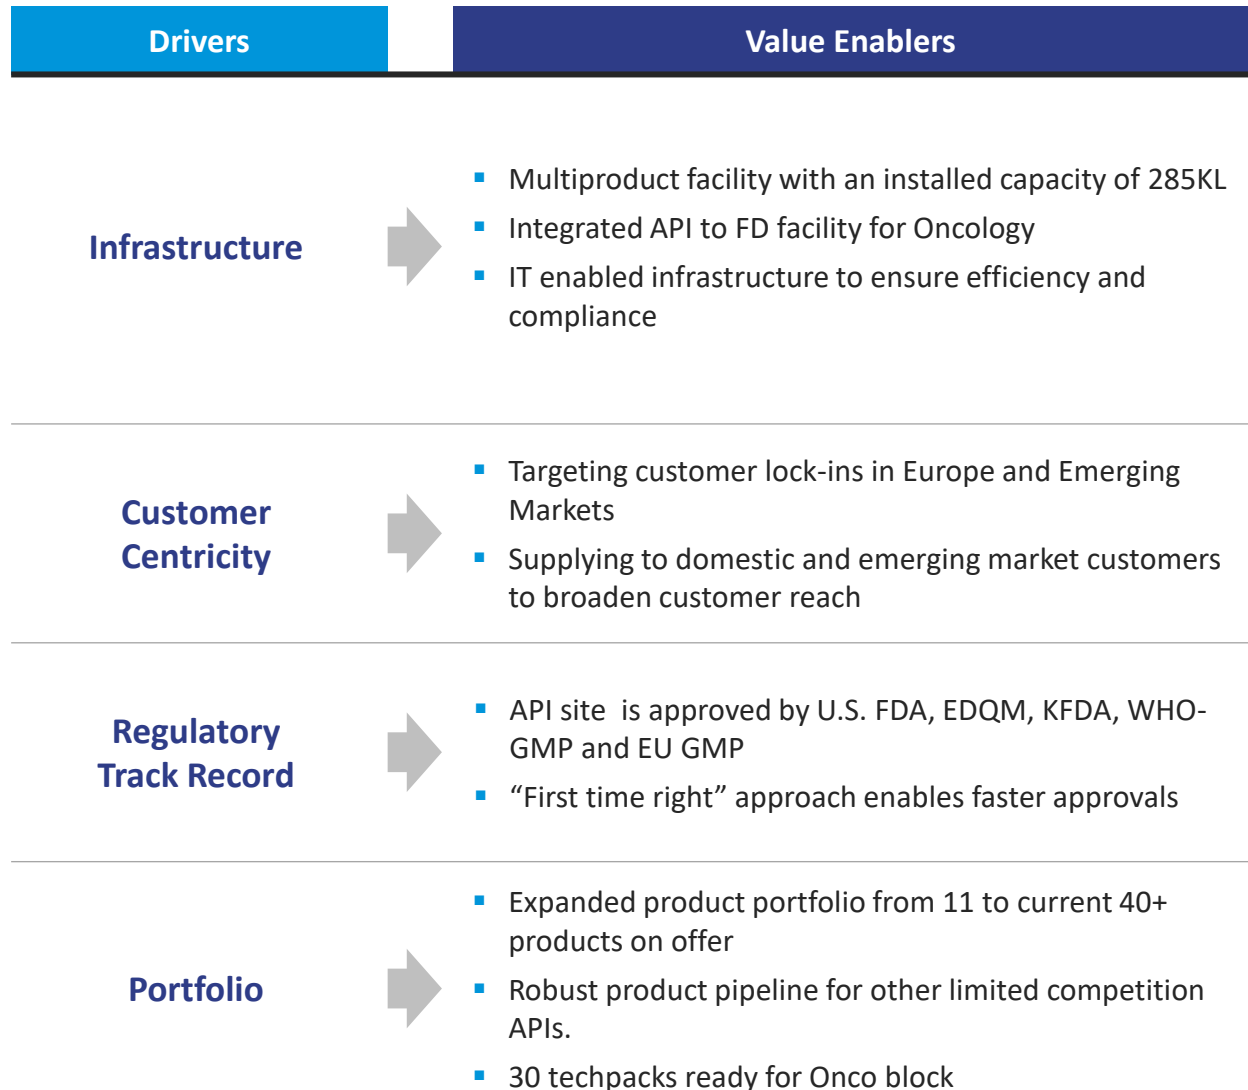 Drivers
Value Enablers
Infrastructure
▪ Multiproduct facility with an installed capacity of 285KL
▪ Integrated API to FD facility for Oncology
▪ IT enabled infrastructure to ensure efficiency and
compliance
Customer
Centricity
▪ Targeting customer lock-ins in Europe and Emerging
Markets
▪ Supplying to domestic and emerging market customers
to broaden customer reach
Regulatory
Track Record
▪ API site  is approved by U.S. FDA, EDQM, KFDA, WHO-
GMP and EU GMP
▪ “First time right” approach enables faster approvals
Portfolio
▪ Expanded product portfolio from 11 to current 40+
products on offer
▪ Robust product pipeline for other limited competition
APIs.
▪ 30 techpacks ready for Onco block